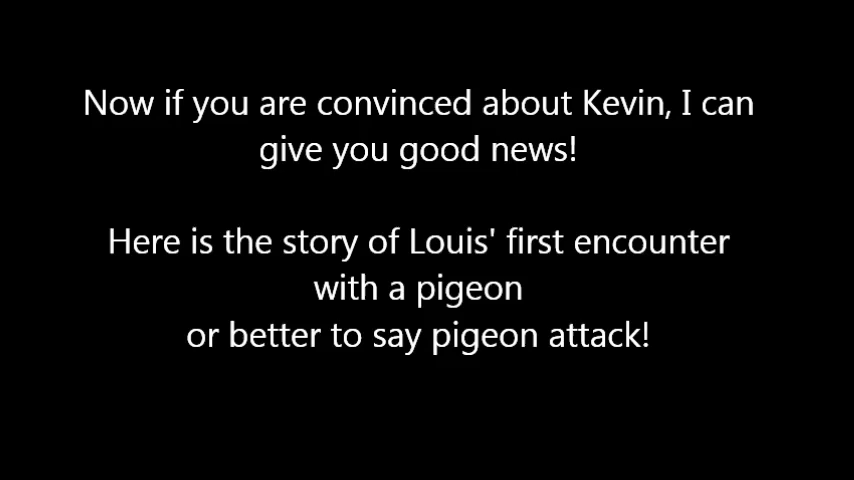 Now if you are convinced about Kevin, I can
give you good news!
Here is the story of Louis' first encounter
with a pigeon
or better to say pigeon attack!